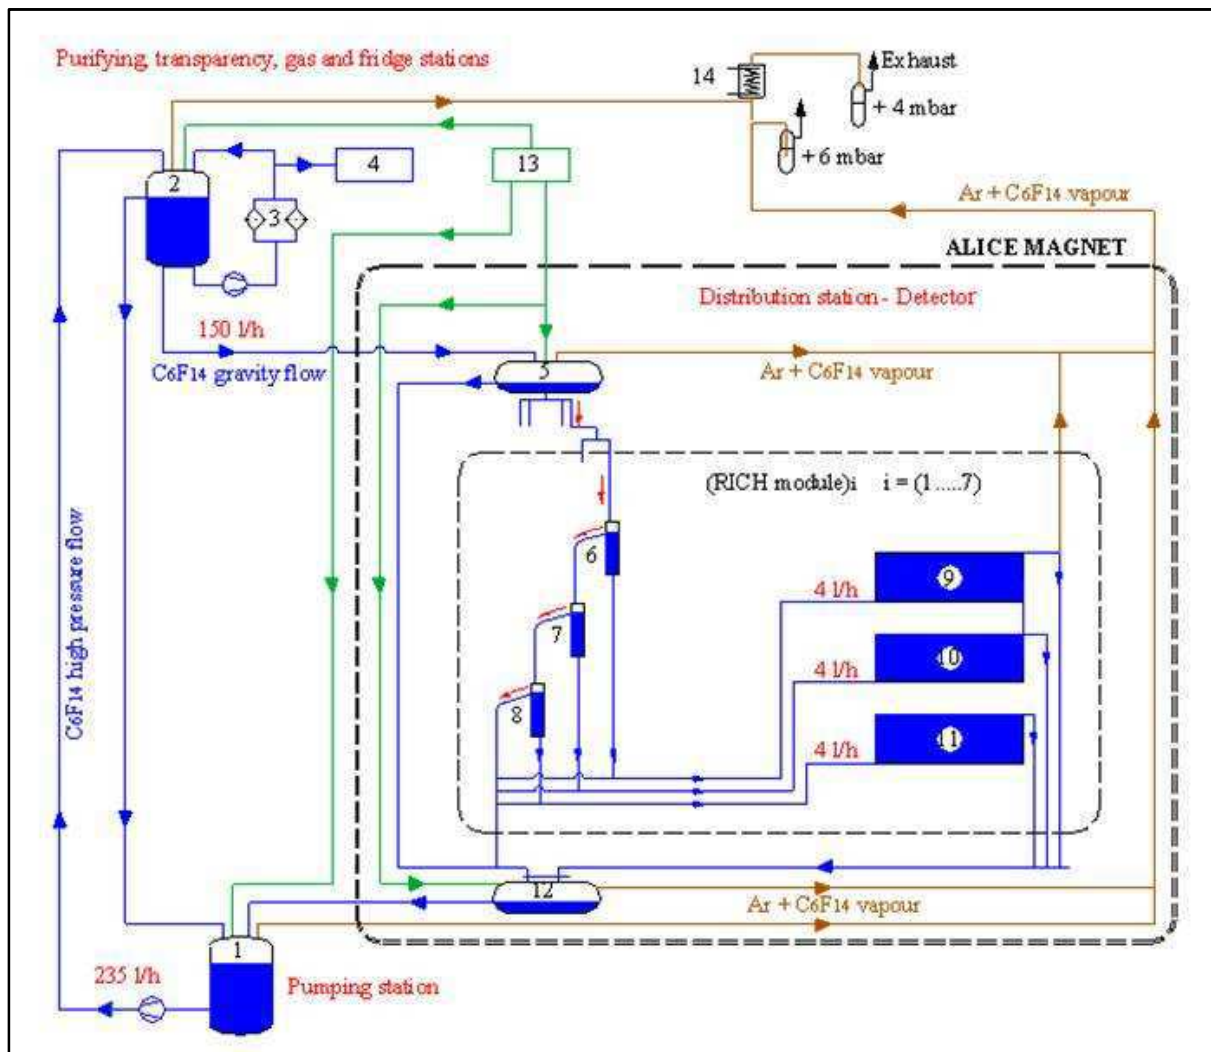 Purifying, transparency, gas and fridge stations
14
Exhaust
+ 4 mbar
+ 6 mbar
13
4
2
3
Ar + C6F14 vapour
ALICE MAGNET
Distribution station - Detector
150 l/h
C6F14 gravity flow
5
Ar + C6F14 vapour
(RICH module)i i = (1.....7)
C6F14 high pressure flow
6
7
8
4 l/h
9
4 l/h
10
4 l/h
11
12
Ar + C6F14 vapour
1
235 l/h
Pumping station